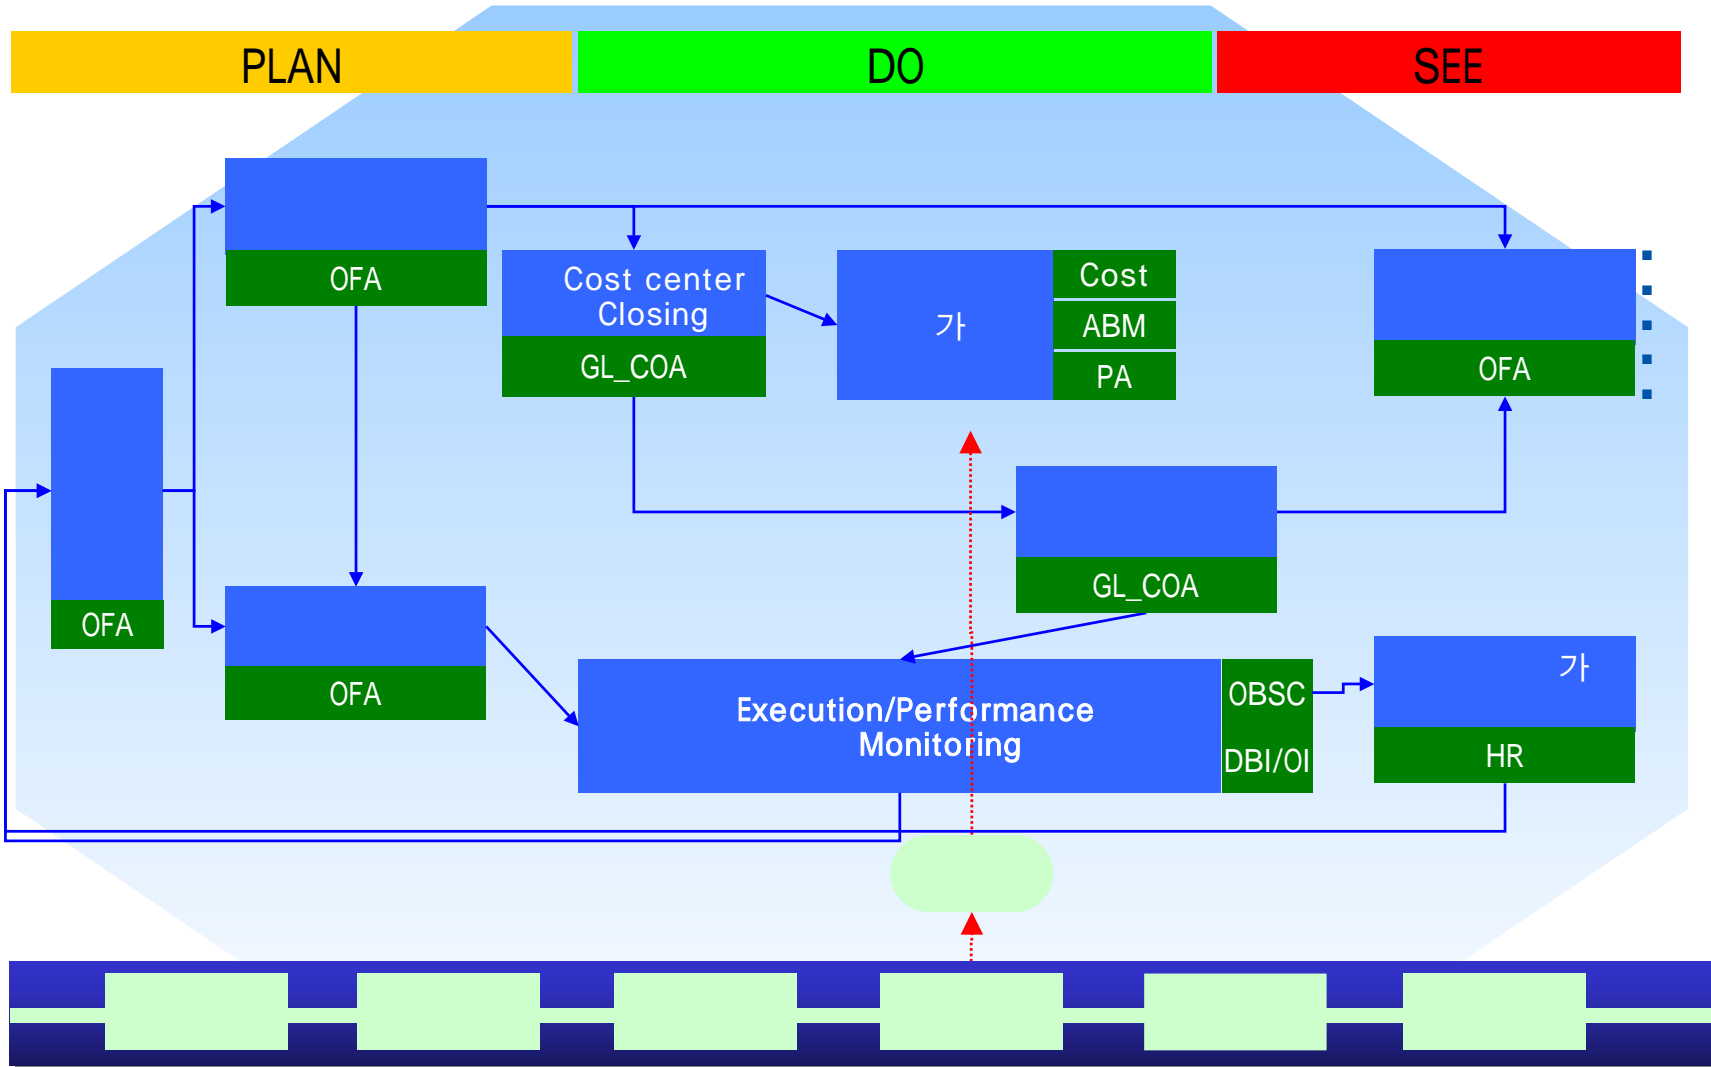 PLAN
DO
SEE
OFA
Cost center
Closing
GL_COA
가
Cost
ABM
PA
OFA
OFA
GL_COA
OFA
Execution/Performance
Monitoring
OBSC
DBI/OI
가
HR